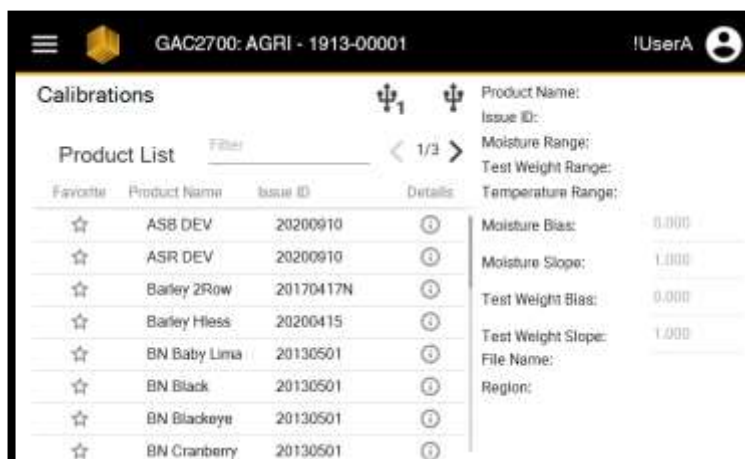 GAC2700: AGRI - 1913-00001 !UserA
Calibrations 1
Product List Filter 1/3
Favorite Product Name Issue ID Details
ASB DEV 20200910
ASR DEV 20200910
Barley 2Row 20170417N
Barley Hless 20200415
BN Baby Lima 20130501
BN Black 20130501
BN Blackeye 20130501
BN Cranberry 20130501
Product Name:
Issue ID:
Moisture Range:
Test Weight Range:
Temperature Range:
Moisture Bias: 0.000
Moisture Slope: 1.000
Test Weight Bias: 0.000
Test Weight Slope: 1.000
File Name:
Region: